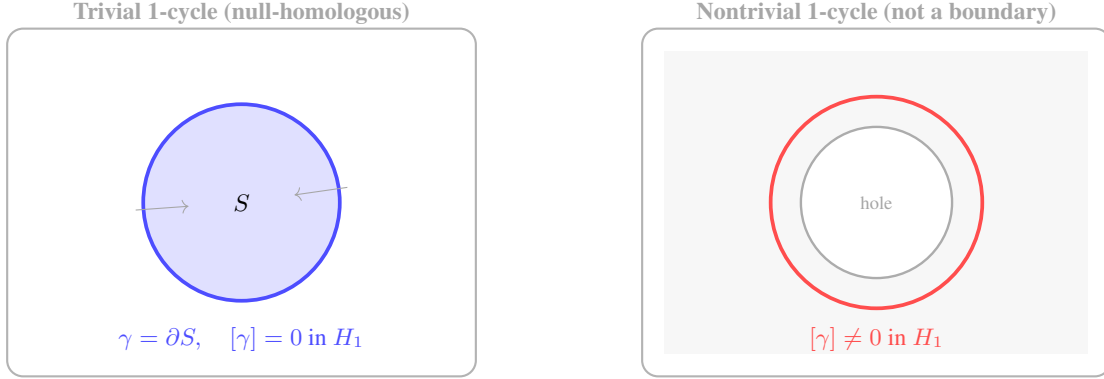 Trivial 1-cycle (null-homologous)
S
γ = ∂S, [γ] = 0 in H₁
Nontrivial 1-cycle (not a boundary)
hole
[γ] ≠ 0 in H₁